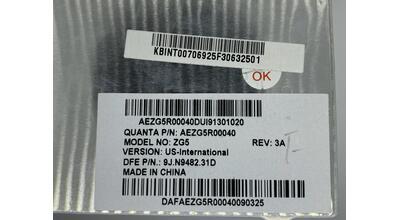 KBINT00706925F30632501
OK
AEZG5R00040DUI91301020
QUANTA P/N: AEZG5R00040
MODEL NO: ZG5 REV: 3A
VERSION: US-International
DFE P/N.: 9J.N9482.31D
MADE IN CHINA
DAFAEZG5R00040090325